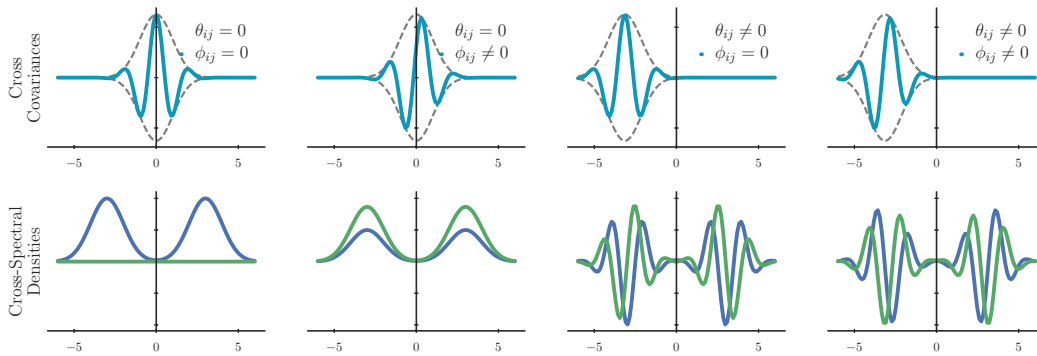 Cross
Covariances
θij = 0
ϕij = 0
−5 0 5
θij = 0
ϕij ≠ 0
−5 0 5
θij ≠ 0
ϕij = 0
−5 0 5
θij ≠ 0
ϕij ≠ 0
−5 0 5
Cross-Spectral
Densities
−5 0 5
−5 0 5
−5 0 5
−5 0 5